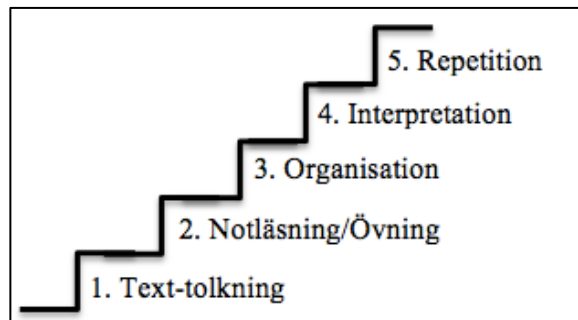 5. Repetition
4. Interpretation
3. Organisation
2. Notläsning/Övning
1. Text-tolkning